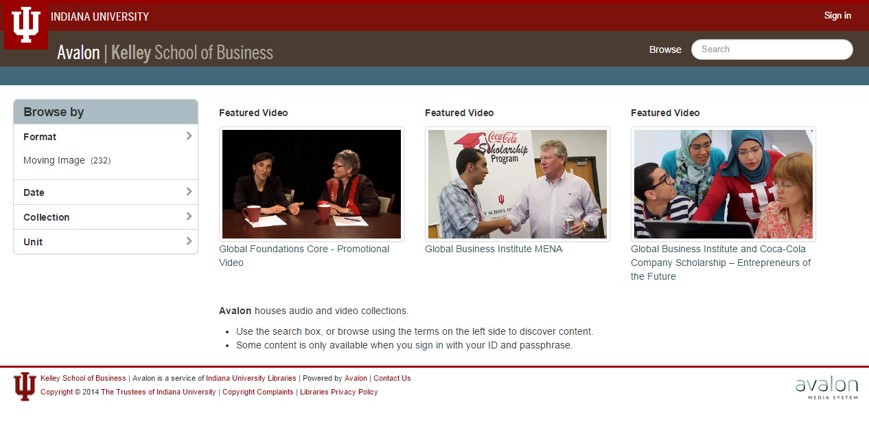 INDIANA UNIVERSITY
Sign in
Avalon | Kelley School of Business
Browse
Search
Browse by
Format
Moving Image (232)
Date
Collection
Unit
Featured Video
Global Foundations Core - Promotional
Video
Featured Video
Coca-Cola
Scholarship
Program
Global Business Institute MENA
Featured Video
Global Business Institute and Coca-Cola
Company Scholarship – Entrepreneurs of
the Future
Avalon houses audio and video collections.
• Use the search box, or browse using the terms on the left side to discover content.
• Some content is only available when you sign in with your ID and passphrase.
Kelley School of Business | Avalon is a service of Indiana University Libraries | Powered by Avalon | Contact Us
Copyright © 2014 The Trustees of Indiana University | Copyright Complaints | Libraries Privacy Policy
avalon
MEDIA SYSTEM